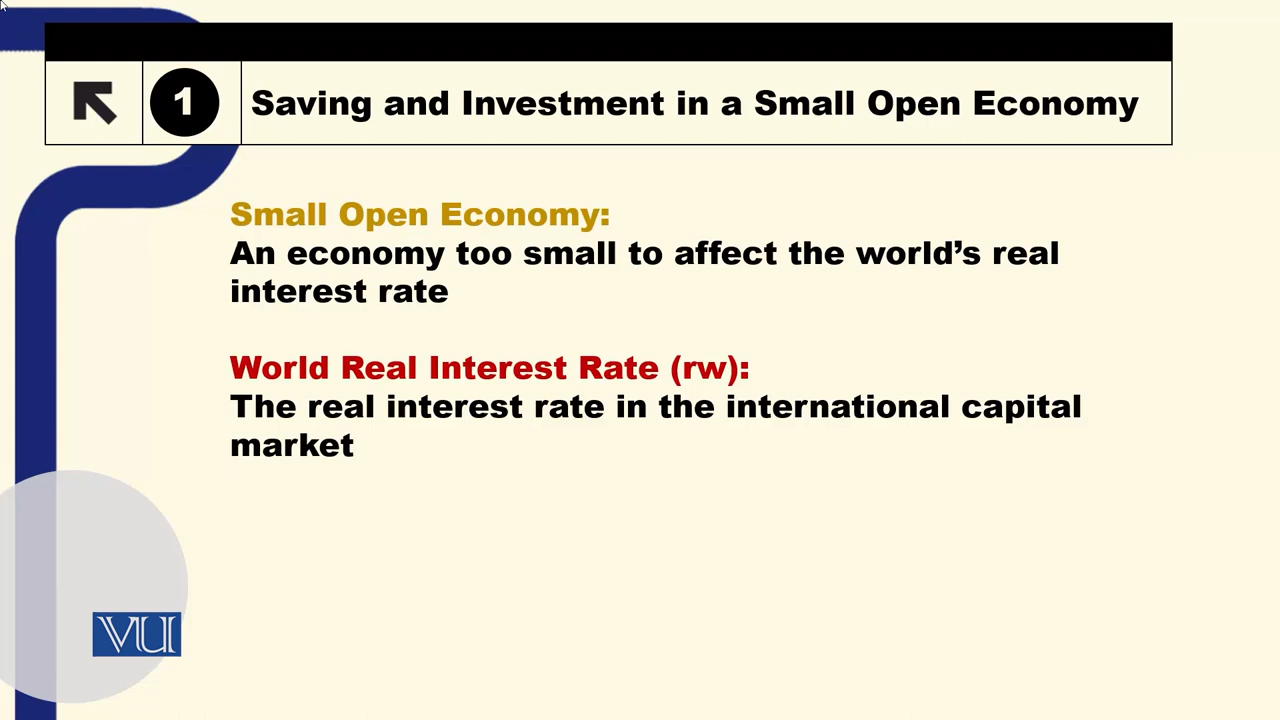 1
Saving and Investment in a Small Open Economy
Small Open Economy:
An economy too small to affect the world’s real
interest rate
World Real Interest Rate (rw):
The real interest rate in the international capital
market
VU